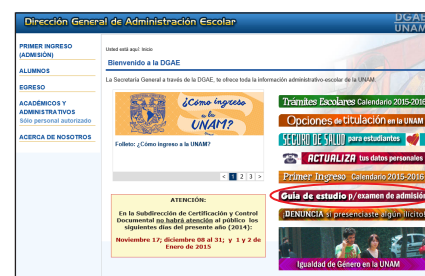 Dirección General de Administración Escolar
DGAE
UNAM
PRIMER INGRESO
(ADMISIÓN)
ALUMNOS
EGRESO
ACADÉMICOS Y
ADMINISTRATIVOS
Sólo personal autorizado
ACERCA DE NOSOTROS
Usted está aquí: Inicio
Bienvenido a la DGAE
La Secretaría General a través de la DGAE, te ofrece toda la información administrativo-escolar de la UNAM.
¿Cómo ingreso
a la
UNAM?
Folleto: ¿Cómo ingreso a la UNAM?
< 1 2 3 >
ATENCIÓN:
En la Subdirección de Certificación y Control
Documental no habrá atención al público los
siguientes días del presente año (2014):
Noviembre 17; diciembre 08 al 31; y 1 y 2 de
Enero de 2015
Trámites Escolares Calendario 2015-2016
Opciones de titulación en la UNAM
SEGURO DE SALUD para estudiantes
ACTUALIZA tus datos personales
Primer Ingreso Calendario 2015-2016
Guía de estudio p/examen de admisión
¡DENUNCIA si presenciaste algún ilícito!
Igualdad de Género en la UNAM